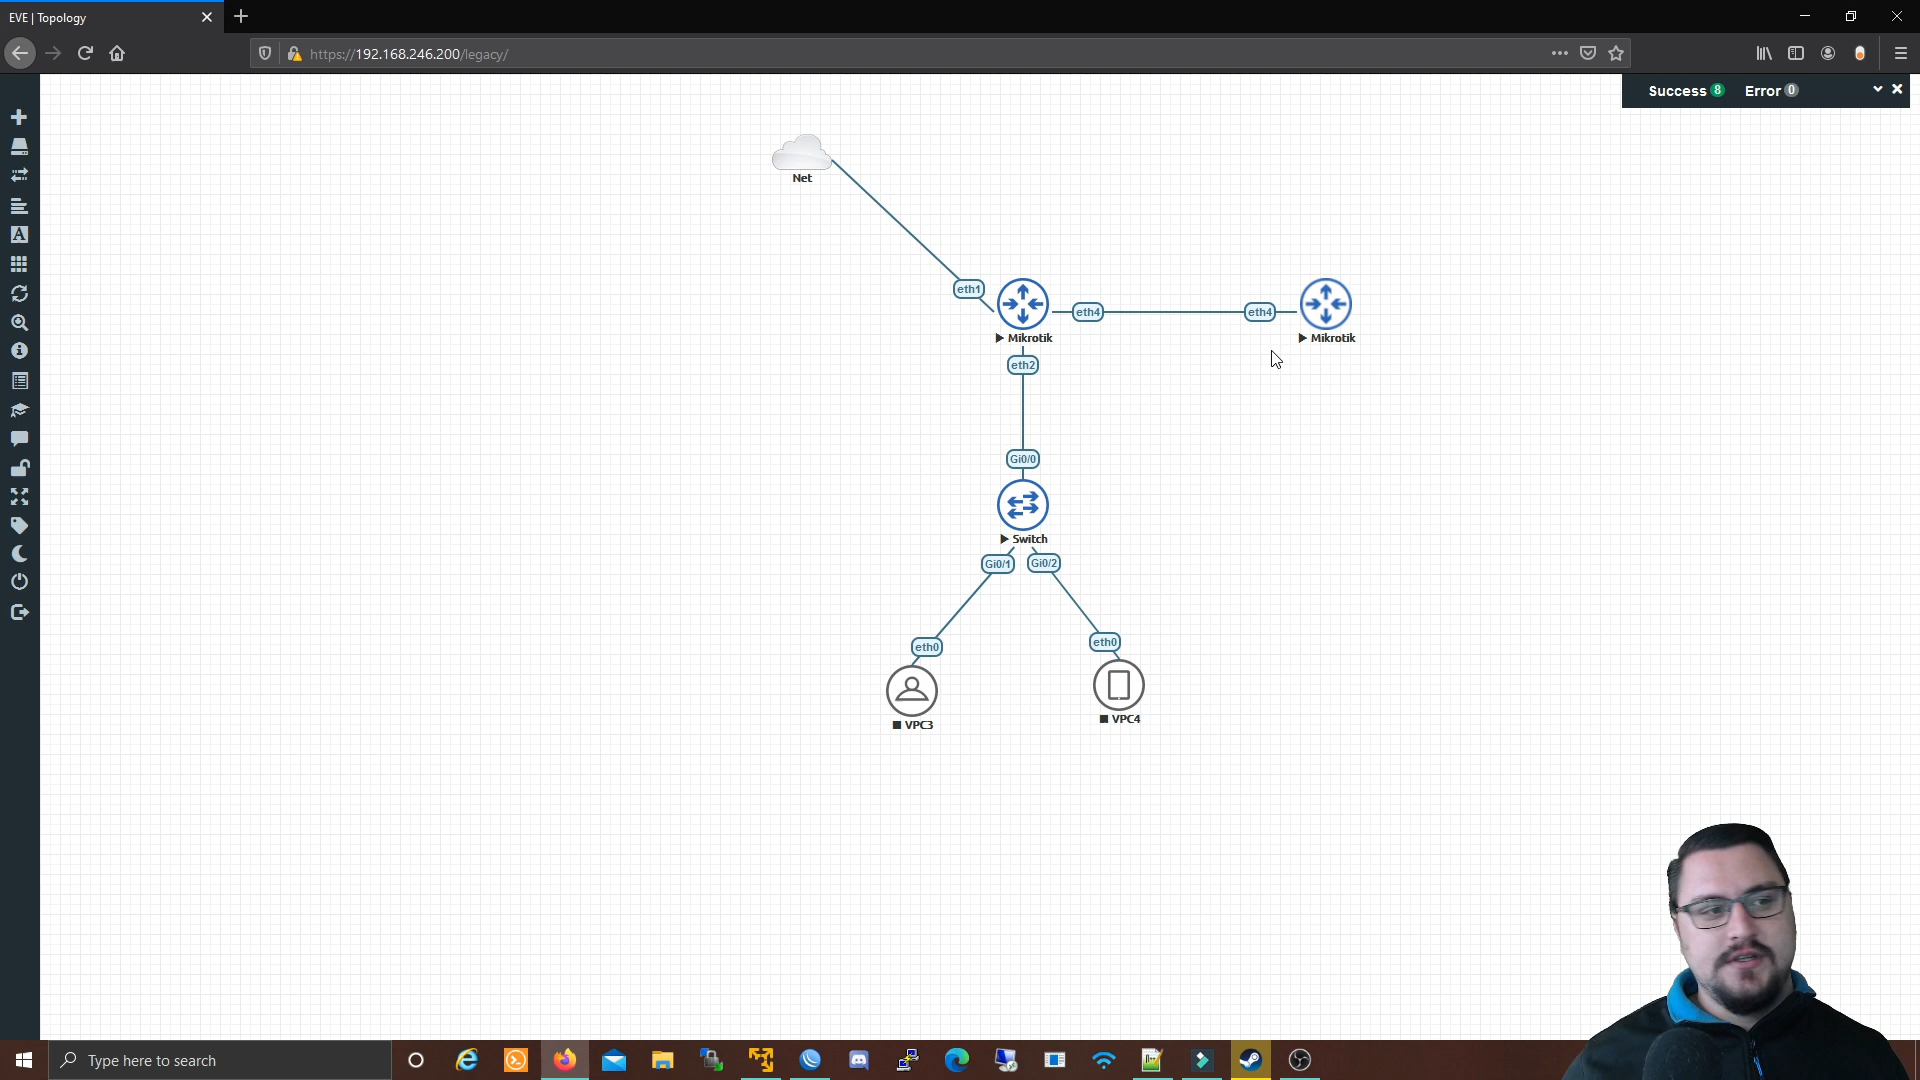 EVE | Topology
https://192.168.246.200/legacy/
Success 8 Error 0
Net
eth1
eth4
eth4
Mikrotik
Mikrotik
eth2
Gi0/0
Switch
Gi0/1
Gi0/2
eth0
eth0
VPC3
VPC4
Type here to search